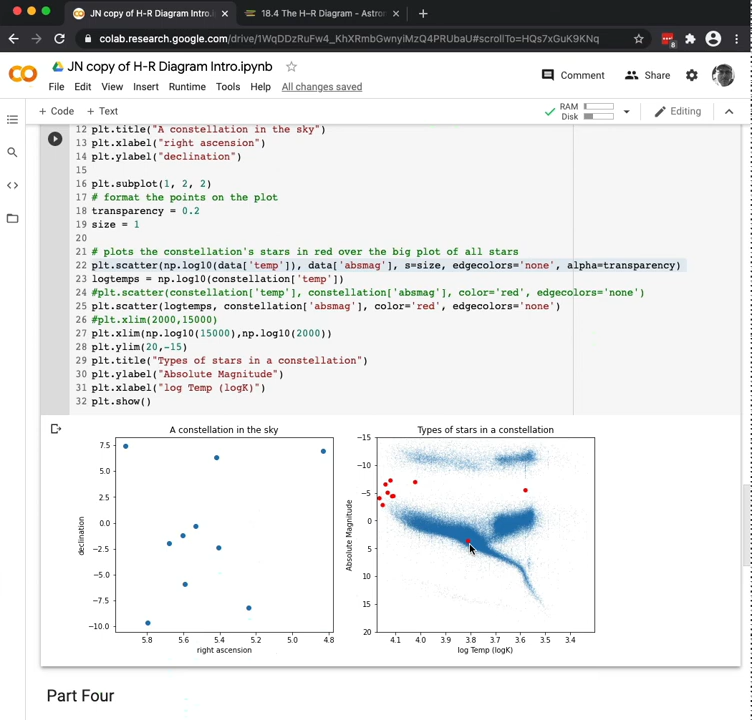 JN copy of H-R Diagram Intro.i
18.4 The H-R Diagram - Astro
colab.research.google.com/drive/1WqDDzRuFw4_KhXRmbGwnyiMzQ4PRUbaU#scrollTo=HQs7xGuK9KNq
8
JN copy of H-R Diagram Intro.ipynb
Comment
Share
File Edit View Insert Runtime Tools Help All changes saved
+ Code + Text
RAM
Disk
Editing
12 plt.title("A constellation in the sky")
13 plt.xlabel("right ascension")
14 plt.ylabel("declination")
15
16 plt.subplot(1, 2, 2)
17 # format the points on the plot
18 transparency = 0.2
19 size = 1
20
21 # plots the constellation's stars in red over the big plot of all stars
22 plt.scatter(np.log10(data['temp']), data['absmag'], s=size, edgecolors='none', alpha=transparency)
23 logtemps = np.log10(constellation['temp'])
24 #plt.scatter(constellation['temp'], constellation['absmag'], color='red', edgecolors='none')
25 plt.scatter(logtemps, constellation['absmag'], color='red', edgecolors='none')
26 #plt.xlim(2000,15000)
27 plt.xlim(np.log10(15000),np.log10(2000))
28 plt.ylim(20,-15)
29 plt.title("Types of stars in a constellation")
30 plt.ylabel("Absolute Magnitude")
31 plt.xlabel("log Temp (logK)")
32 plt.show()
A constellation in the sky
7.5
5.0
2.5
0.0
−2.5
−5.0
−7.5
−10.0
declination
5.8 5.6 5.4 5.2 5.0 4.8
right ascension
Types of stars in a constellation
−15
−10
−5
0
5
10
15
20
Absolute Magnitude
4.1 4.0 3.9 3.8 3.7 3.6 3.5 3.4
log Temp (logK)
Part Four